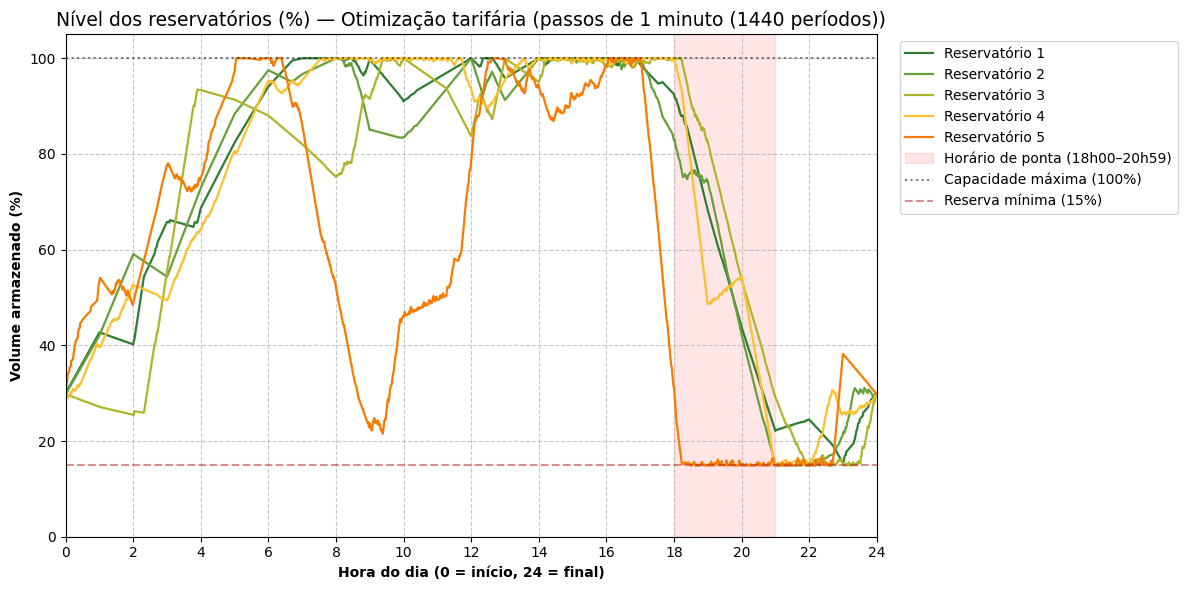 Nível dos reservatórios (%) — Otimização tarifária (passos de 1 minuto (1440 períodos))
Volume armazenado (%)
100
80
60
40
20
0
0 2 4 6 8 10 12 14 16 18 20 22 24
Hora do dia (0 = início, 24 = final)
Reservatório 1
Reservatório 2
Reservatório 3
Reservatório 4
Reservatório 5
Horário de ponta (18h00–20h59)
Capacidade máxima (100%)
Reserva mínima (15%)